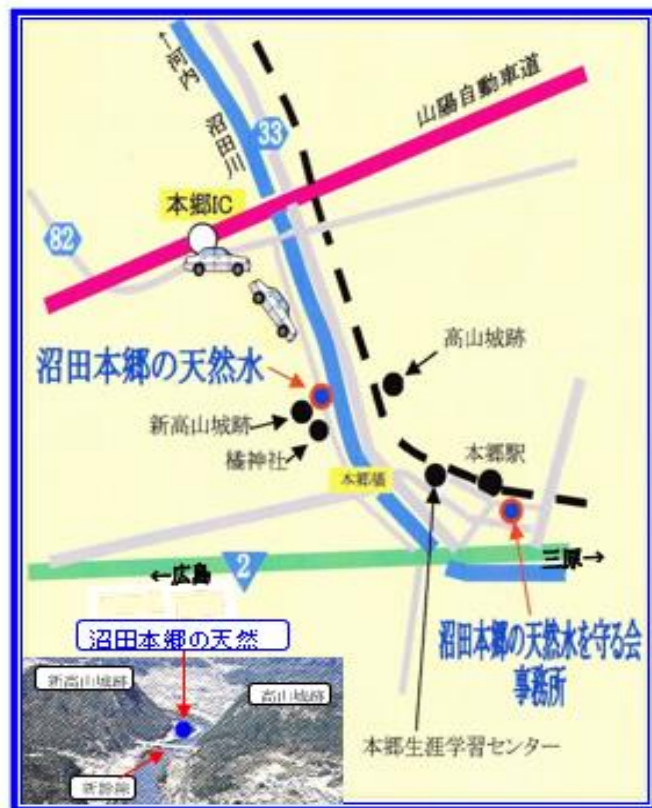 ←河内
沼田川
33
山陽自動車道
本郷IC
82
高山城跡
沼田本郷の天然水
新高山城跡
橘神社
本郷駅
本郷橋
2
←広島
三原→
沼田本郷の天然
沼田本郷の天然水を守る会
事務所
新高山城跡
高山城跡
新幹線
本郷生涯学習センター